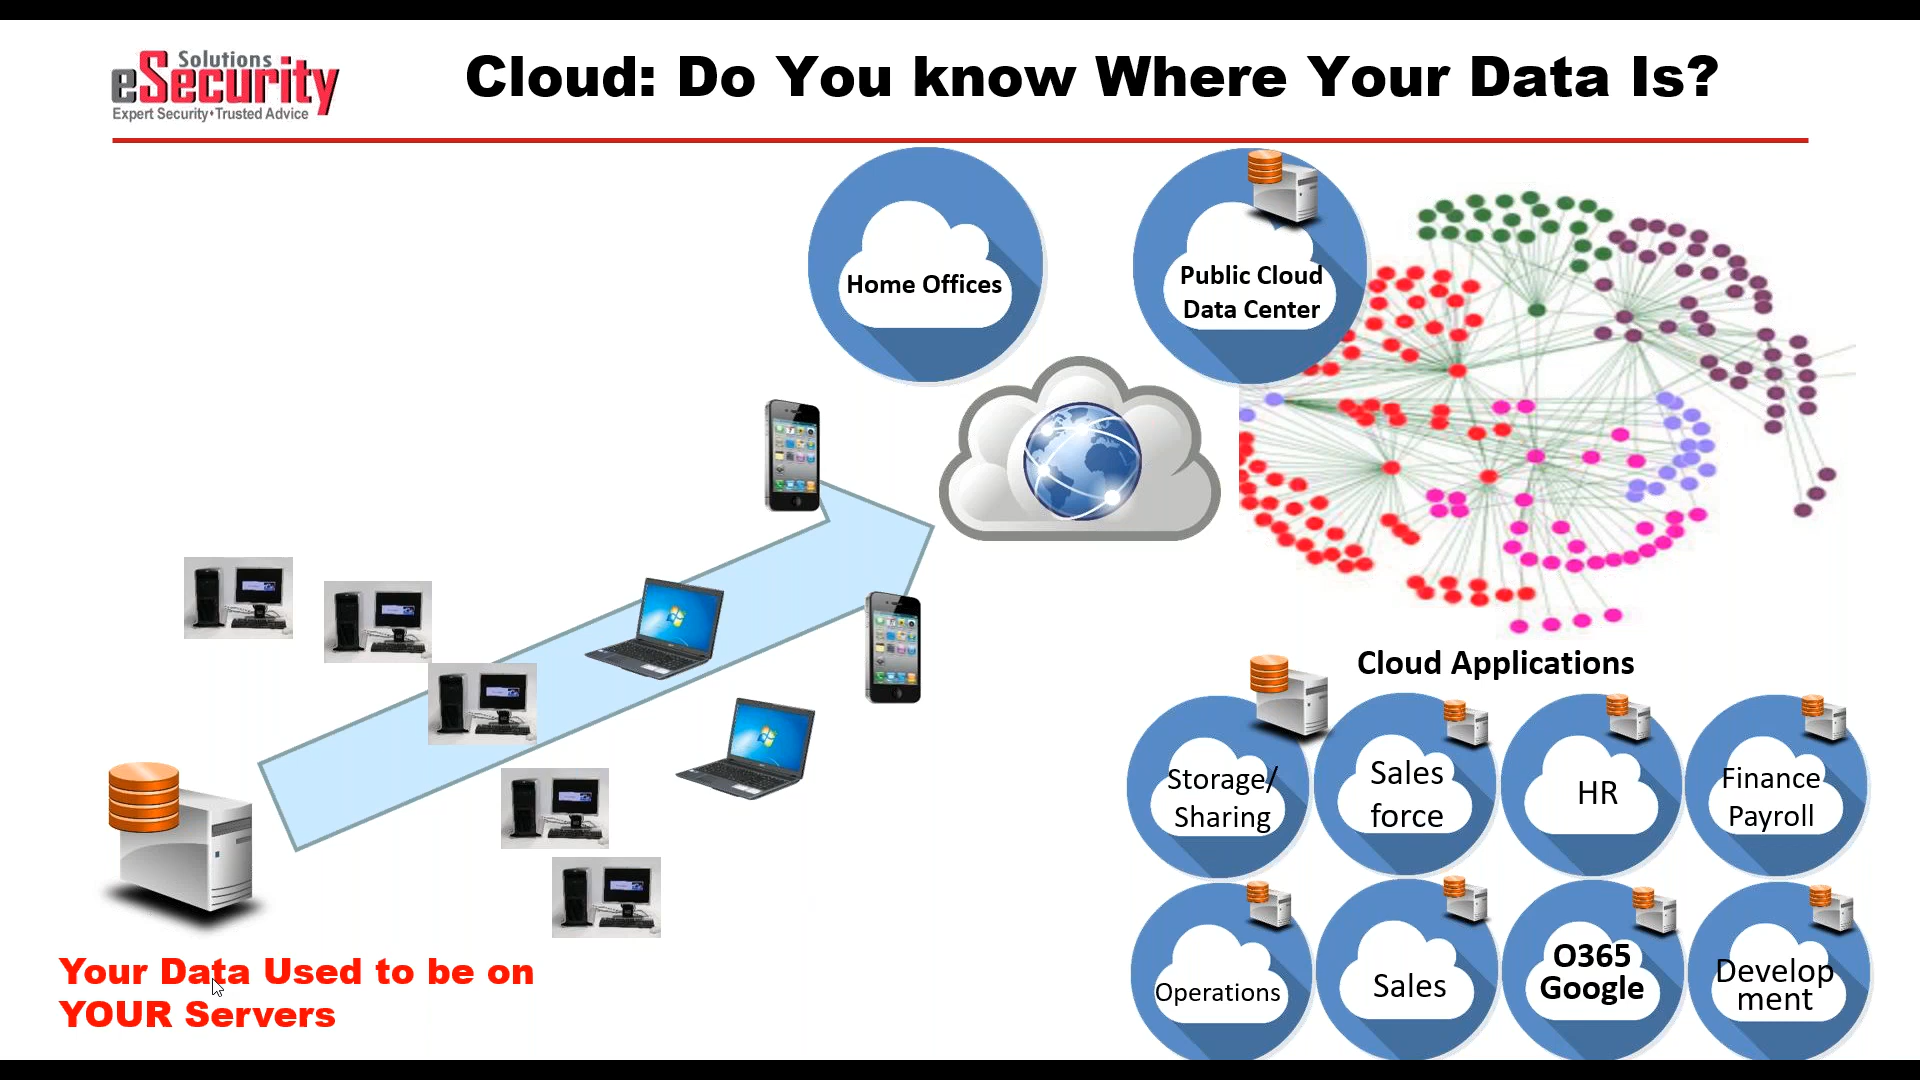 Solutions
eSecurity
Expert Security•Trusted Advice
Cloud: Do You know Where Your Data Is?
Home Offices
Public Cloud
Data Center
Cloud Applications
Storage/
Sharing
Sales
force
HR
Finance
Payroll
Operations
Sales
O365
Google
Develop
ment
Your Data Used to be on
YOUR Servers